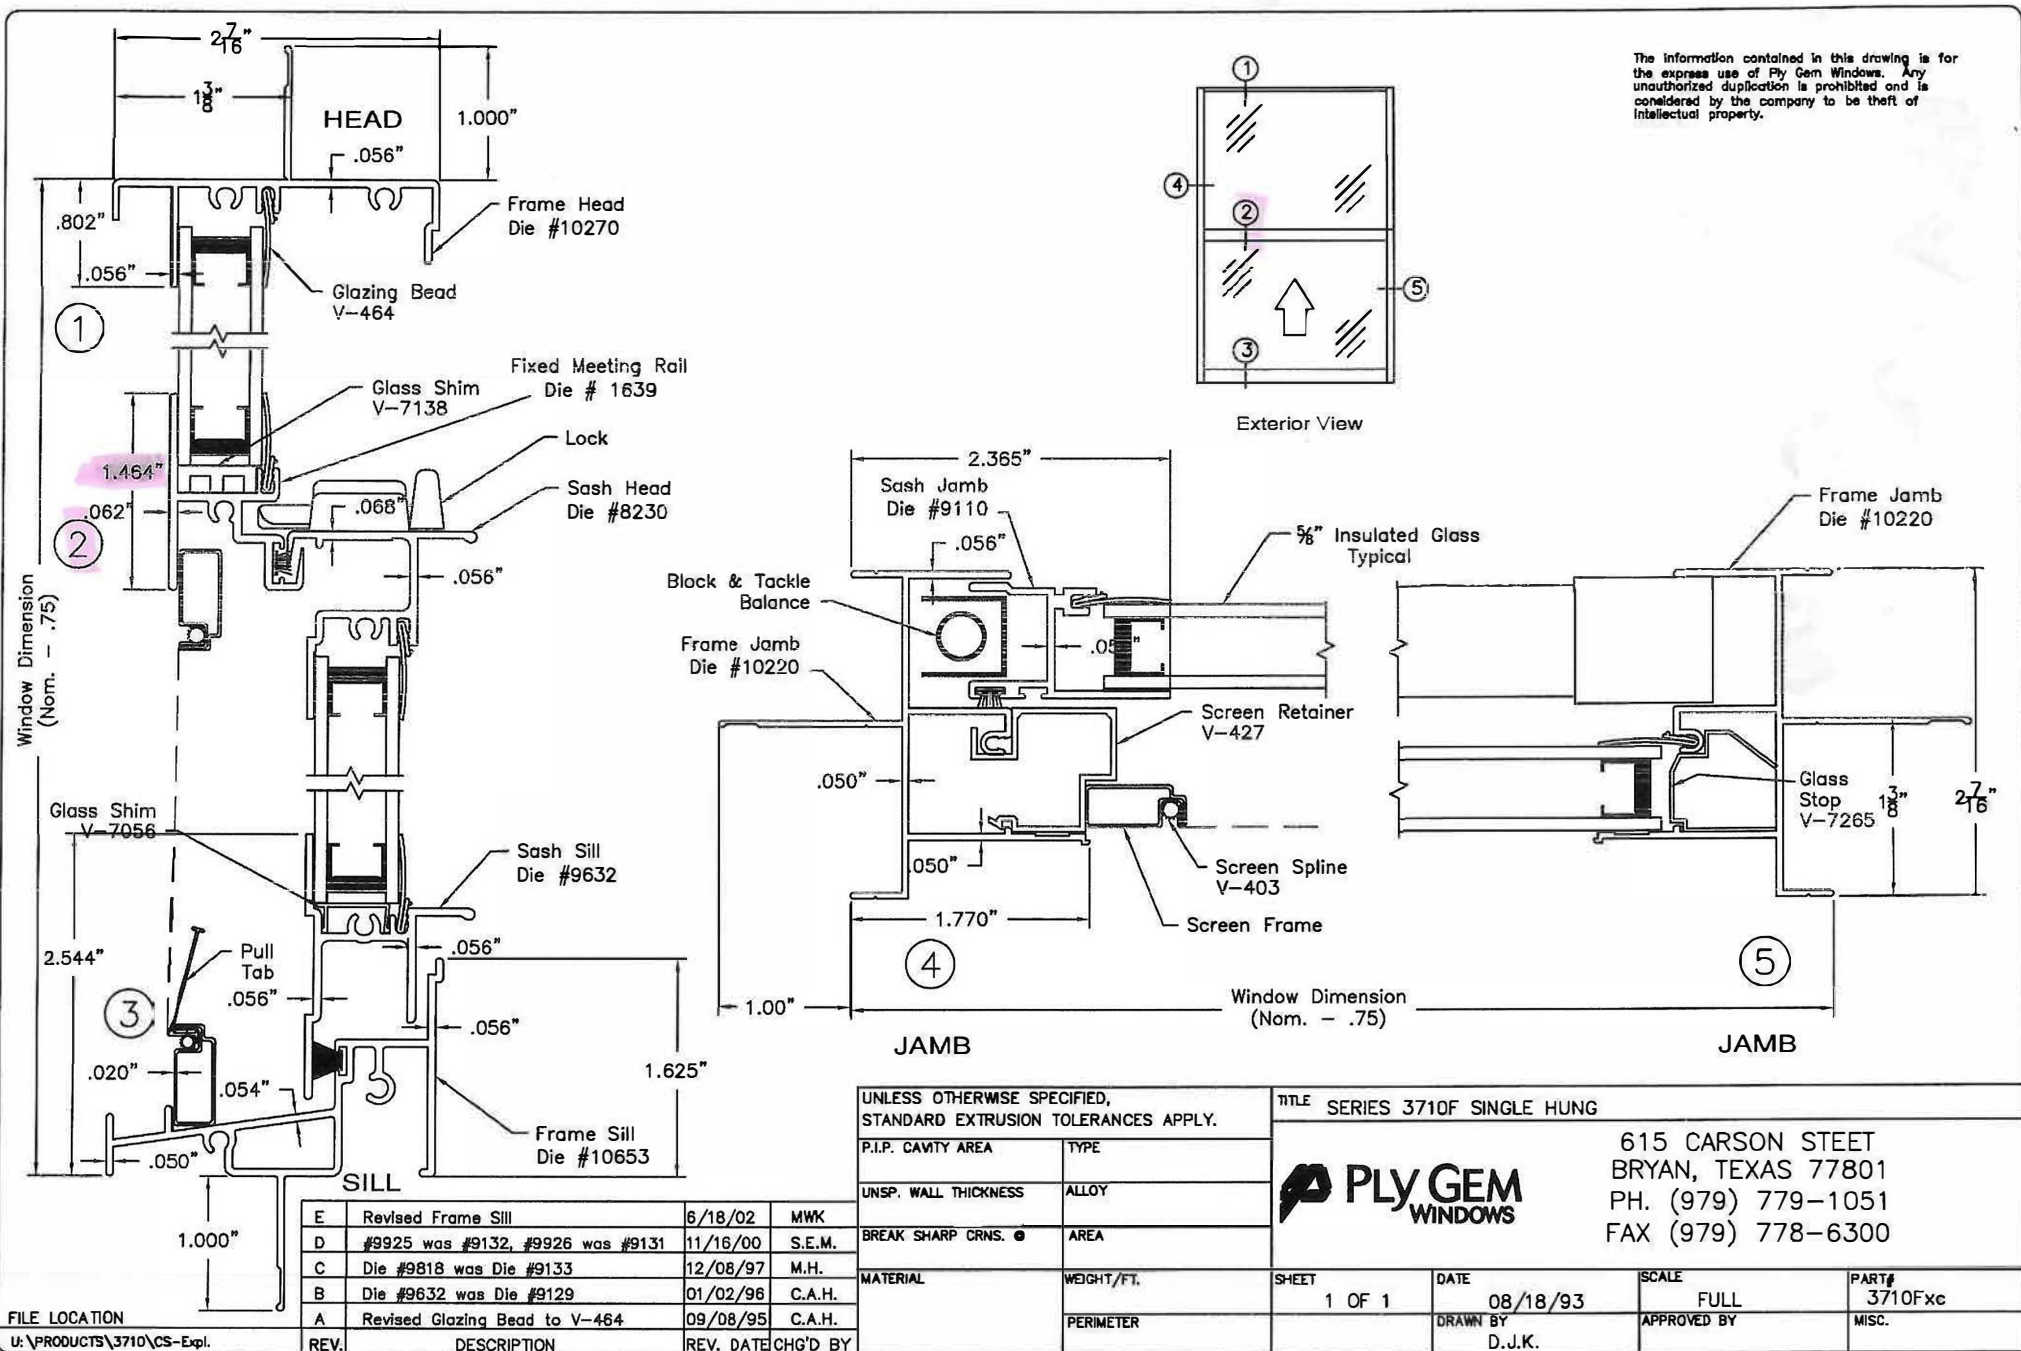 2 7/16"
1 3/8"
HEAD
1.000"
.056"
.802"
.056"
Frame Head
Die #10270
Glazing Bead
V-464
1
Fixed Meeting Rail
Die # 1639
Glass Shim
V-7138
Lock
1.464"
.062"
.068"
Sash Head
Die #8230
2
.056"
Window Dimension
(Nom. - .75)
Glass Shim
V-7056
Sash Sill
Die #9632
2.544"
Pull
Tab
.056"
.056"
3
.056"
.020"
.054"
1.625"
.050"
Frame Sill
Die #10653
SILL
1.000"
1
4
2
5
3
Exterior View
The information contained in this drawing is for
the express use of Ply Gem Windows. Any
unauthorized duplication is prohibited and is
considered by the company to be theft of
intellectual property.
2.365"
Sash Jamb
Die #9110
.056"
5/8" Insulated Glass
Typical
Block & Tackle
Balance
Frame Jamb
Die #10220
Screen Retainer
V-427
.050"
.050"
Screen Spline
V-403
Screen Frame
1.770"
4
1.00"
Window Dimension
(Nom. - .75)
JAMB
Frame Jamb
Die #10220
Glass
Stop
V-7265
1 3/8"
2 7/16"
5
JAMB
E Revised Frame Sill 6/18/02 MWK
D #9925 was #9132, #9926 was #9131 11/16/00 S.E.M.
C Die #9818 was Die #9133 12/08/97 M.H.
B Die #9632 was Die #9129 01/02/96 C.A.H.
A Revised Glazing Bead to V-464 09/08/95 C.A.H.
REV. DESCRIPTION REV. DATE CHG'D BY
FILE LOCATION
U:\PRODUCTS\3710\CS-Expl.
UNLESS OTHERWISE SPECIFIED,
STANDARD EXTRUSION TOLERANCES APPLY.
P.I.P. CAVITY AREA
TYPE
UNSP. WALL THICKNESS
ALLOY
BREAK SHARP CRNS. @
AREA
MATERIAL
WEIGHT/FT.
PERIMETER
TITLE SERIES 3710F SINGLE HUNG
PLY GEM
WINDOWS
615 CARSON STEET
BRYAN, TEXAS 77801
PH. (979) 779-1051
FAX (979) 778-6300
SHEET
1 OF 1
DATE
08/18/93
SCALE
FULL
PART#
3710Fxc
DRAWN BY
D.J.K.
APPROVED BY
MISC.